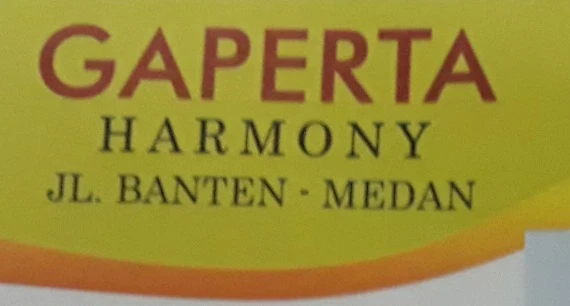 GAPERTA
HARMONY
JL. BANTEN - MEDAN